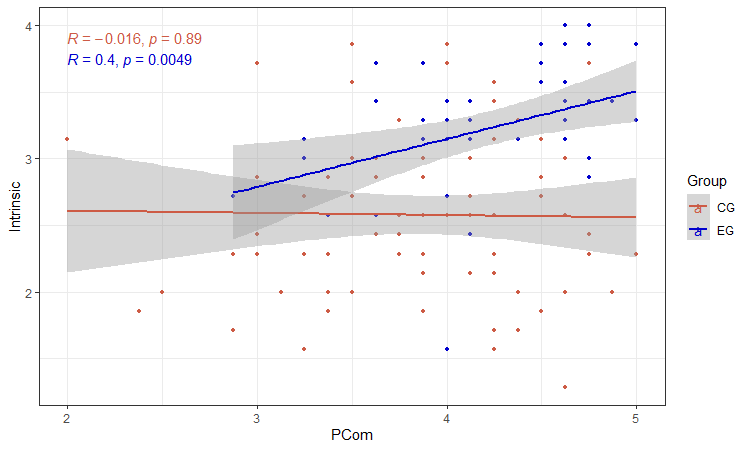 R = −0.016, p = 0.89
R = 0.4, p = 0.0049
4
3
2
Intrinsic
2
3
4
5
PCom
Group
a CG
a EG